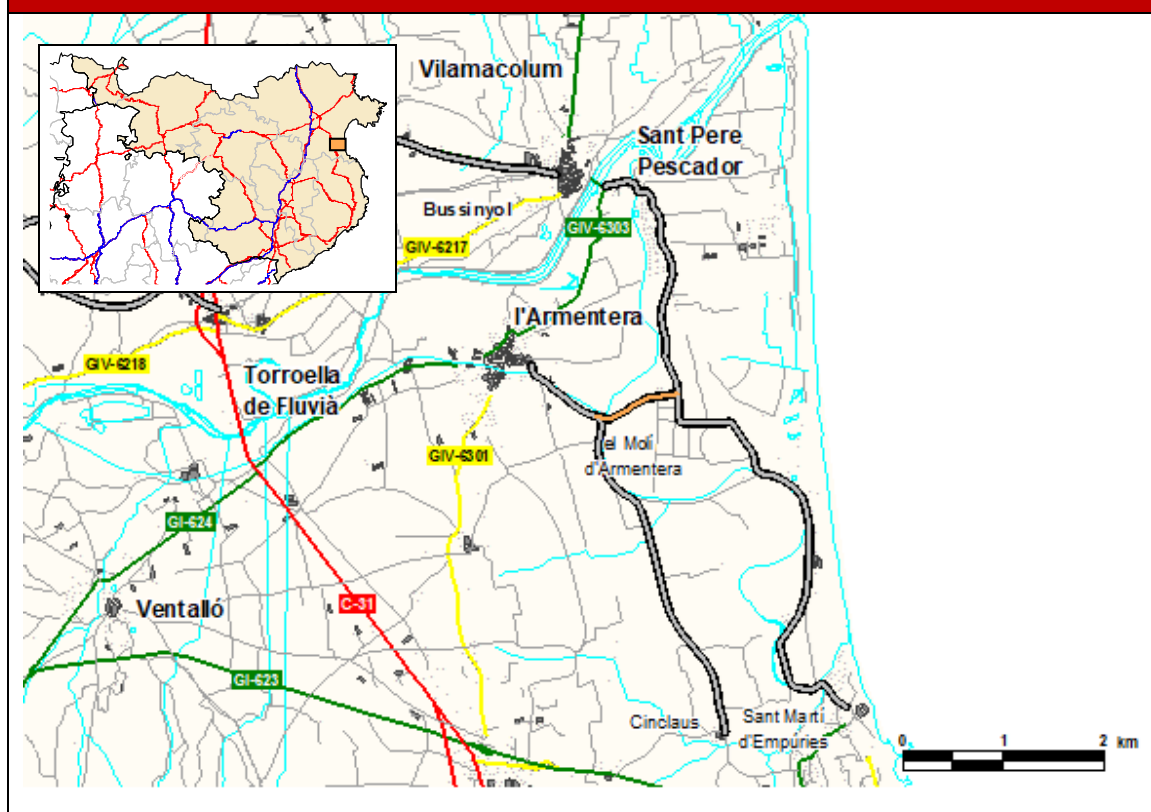 Vilamacolum
Sant Pere
Pescador
Bussinyol
GIV-6303
GIV-6217
l'Armentera
GIV-6218
Torroella
de Fluvià
el Molí
d'Armentera
GIV-6301
GI-624
Ventalló
C-31
GI-623
Cinclaus
Sant Martí
d'Empúries
0 1 2 km